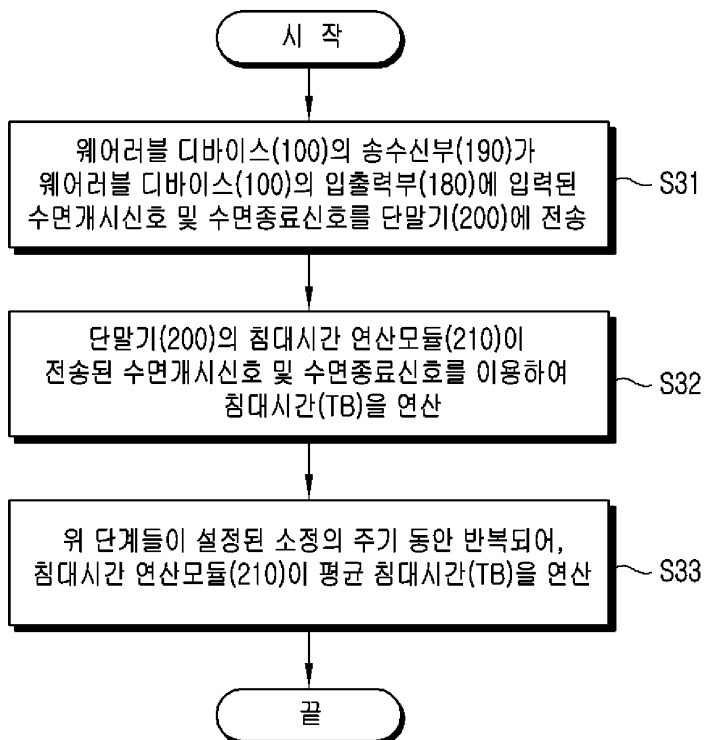 시 작
웨어러블 디바이스(100)의 송수신부(190)가
웨어러블 디바이스(100)의 입출력부(180)에 입력된
수면개시신호 및 수면종료신호를 단말기(200)에 전송
S31
단말기(200)의 침대시간 연산모듈(210)이
전송된 수면개시신호 및 수면종료신호를 이용하여
침대시간(TB)을 연산
S32
위 단계들이 설정된 소정의 주기 동안 반복되어,
침대시간 연산모듈(210)이 평균 침대시간(TB)을 연산
S33
끝